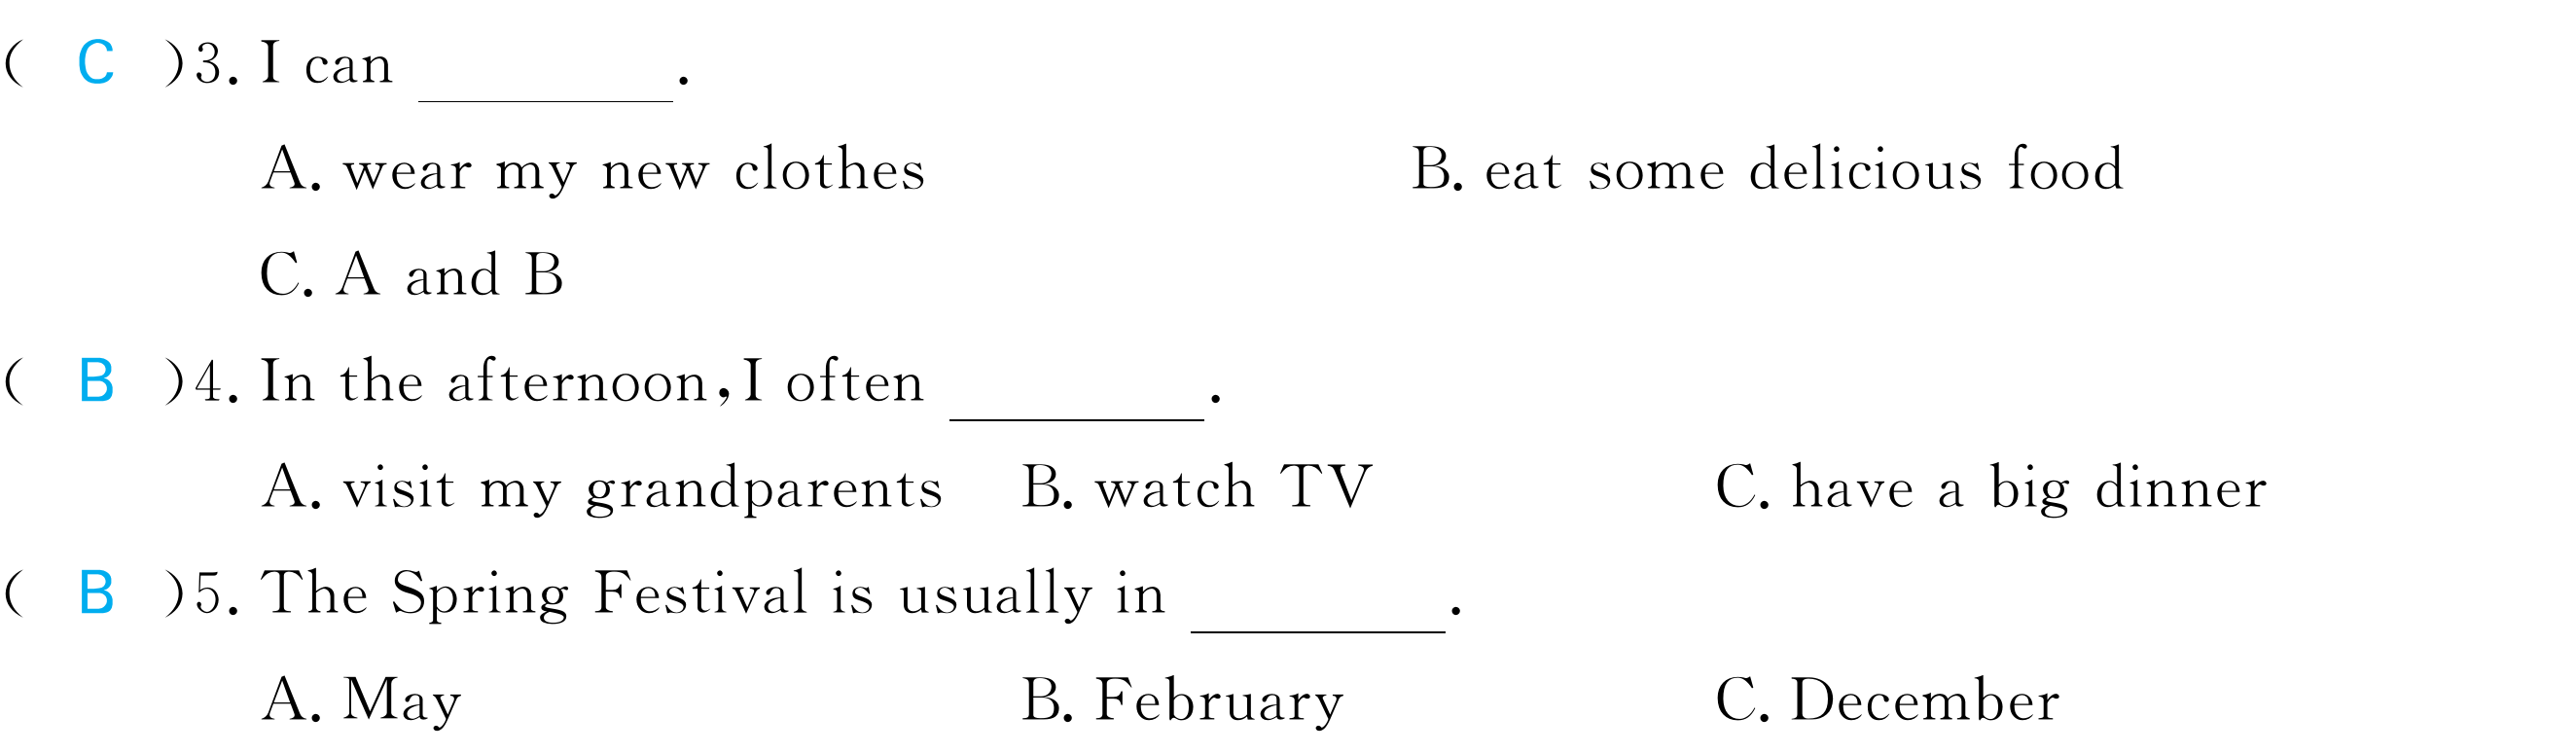 ( C )3. I can ________.
A. wear my new clothes B. eat some delicious food
C. A and B
( B )4. In the afternoon, I often ________.
A. visit my grandparents B. watch TV C. have a big dinner
( B )5. The Spring Festival is usually in ________.
A. May B. February C. December